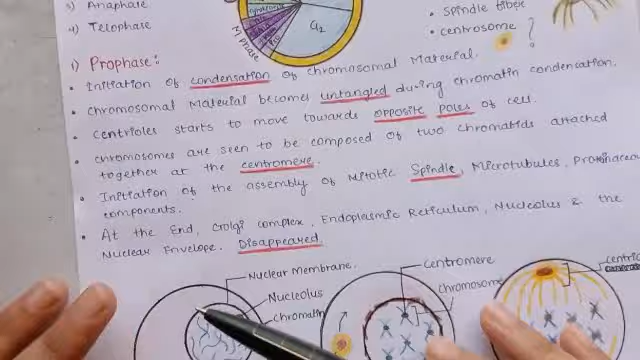 3) Anaphase
4) Telophase
M Phase
G2
• spindle fibers
• centrosome ?
1) Prophase:
• Initiation of condensation of chromosomal Material.
• Chromosomal Material becomes untangled during chromatin condensation.
• Centrioles starts to move towards opposite poles of cell.
• chromosomes are seen to be composed of two chromatids attached
together at the centromere.
• Initiation of the assembly of Mitotic Spindle, Microtubules, Proteinaceous
components.
• At the End, Golgi complex, Endoplasmic Reticulum, Nucleolus & the
Nuclear Envelope. Disappeared
Nuclear Membrane.
Nucleolus
Chromatin
Centromere
Chromosome